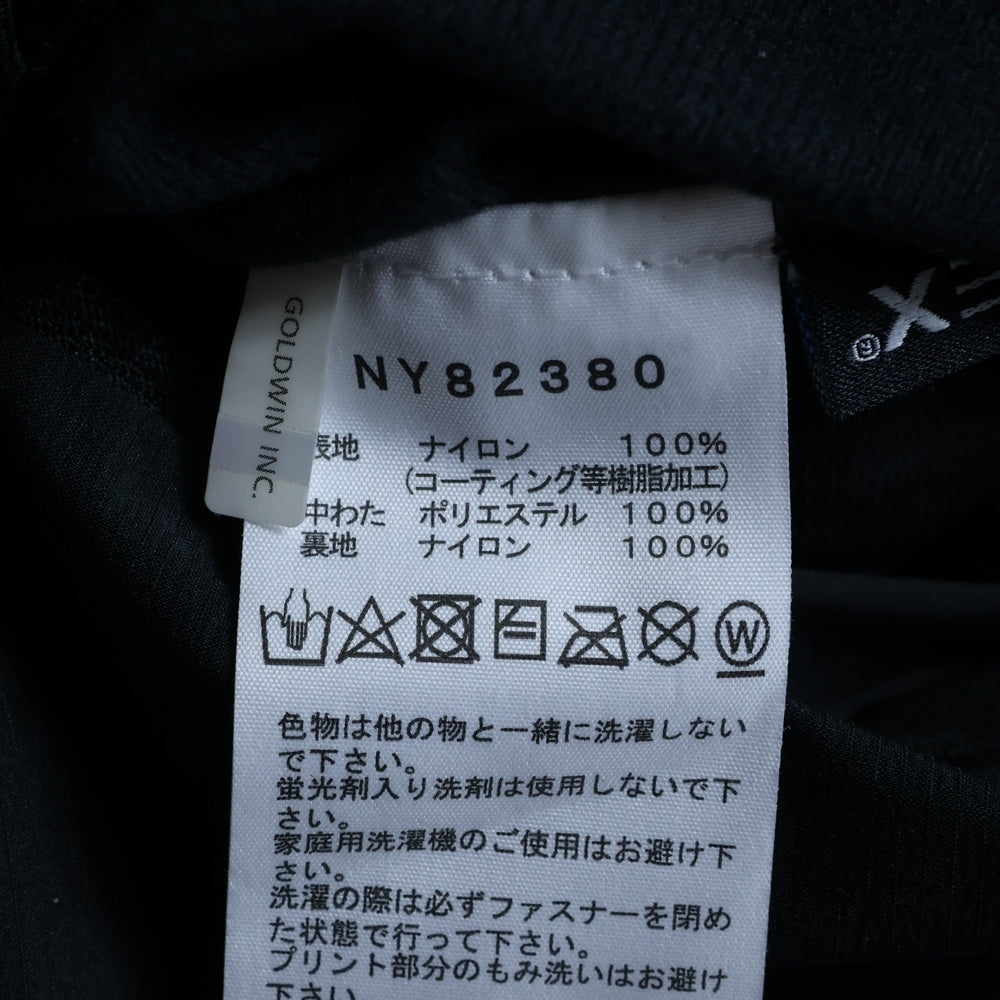 GOLDWIN INC.
NY82380
表地 ナイロン 100%
(コーティング等樹脂加工)
中わた ポリエステル 100%
裏地 ナイロン 100%
W
色物は他の物と一緒に洗濯しない
で下さい。
蛍光剤入り洗剤は使用しないで下
さい。
家庭用洗濯機のご使用はお避け下
さい。
洗濯の際は必ずファスナーを閉め
た状態で行って下さい。
プリント部分のもみ洗いはお避け
下さい。